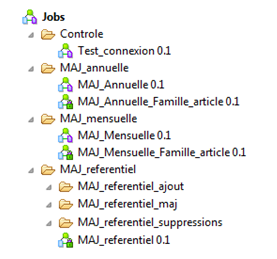 Jobs
Controle
Test_connexion 0.1
MAJ_annuelle
MAJ_Annuelle 0.1
MAJ_Annuelle_Famille_article 0.1
MAJ_mensuelle
MAJ_Mensuelle 0.1
MAJ_Mensuelle_Famille_article 0.1
MAJ_referentiel
MAJ_referentiel_ajout
MAJ_referentiel_maj
MAJ_referentiel_suppressions
MAJ_referentiel 0.1